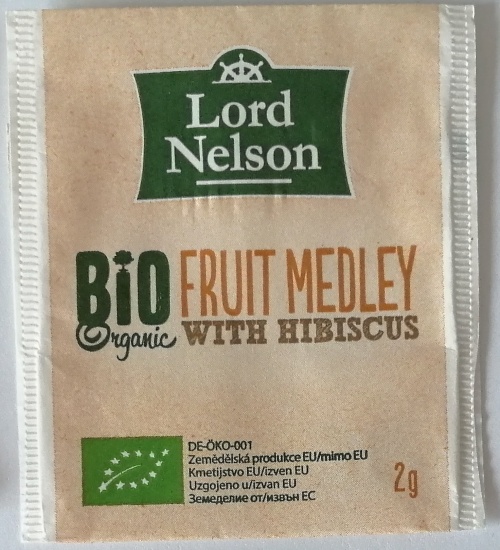 Lord
Nelson
BiO FRUIT MEDLEY
Organic WITH HIBISCUS
DE-ÖKO-001
Zemědělská produkce EU/mimo EU
Kmetijstvo EU/izven EU
Uzgojeno u/izvan EU
Земеделие от/извън ЕС
2g